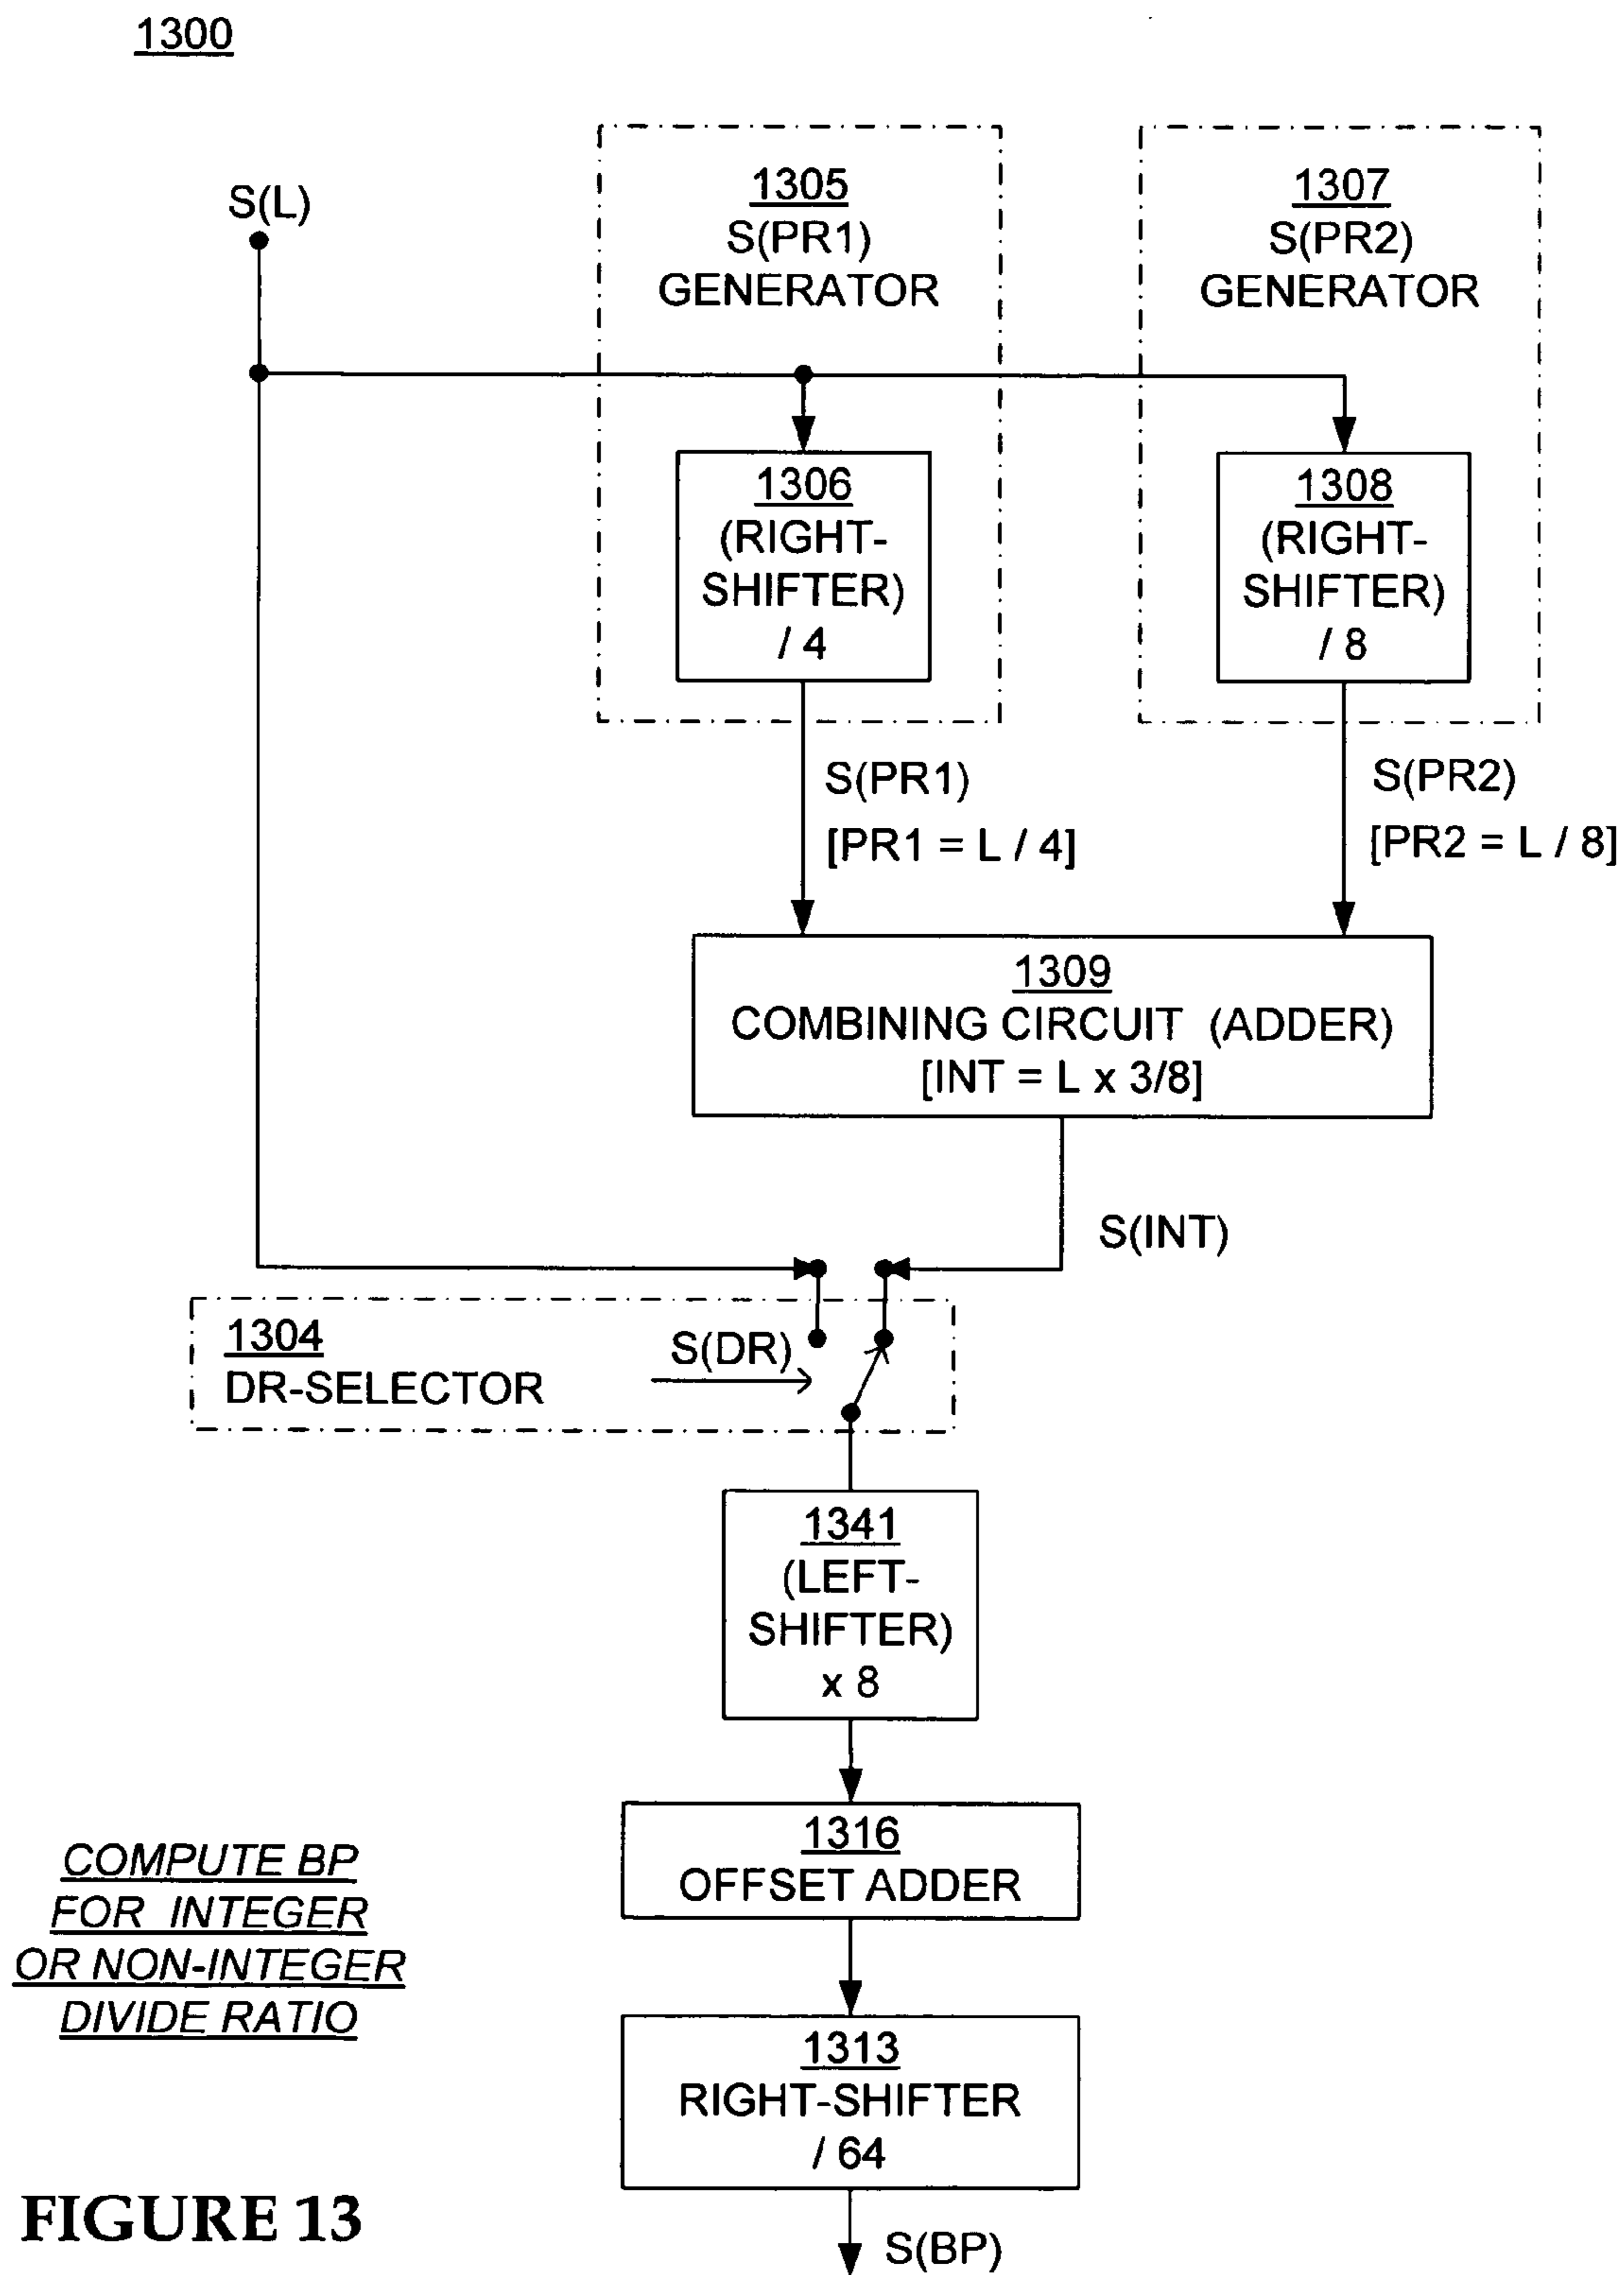 1300
S(L)
1305
S(PR1)
GENERATOR
1307
S(PR2)
GENERATOR
1306
(RIGHT-
SHIFTER)
/ 4
1308
(RIGHT-
SHIFTER)
/ 8
S(PR1)
[PR1 = L / 4]
S(PR2)
[PR2 = L / 8]
1309
COMBINING CIRCUIT (ADDER)
[INT = L x 3/8]
S(INT)
1304
DR-SELECTOR
S(DR)
1341
(LEFT-
SHIFTER)
x 8
1316
OFFSET ADDER
COMPUTE BP
FOR INTEGER
OR NON-INTEGER
DIVIDE RATIO
1313
RIGHT-SHIFTER
/ 64
FIGURE 13
S(BP)